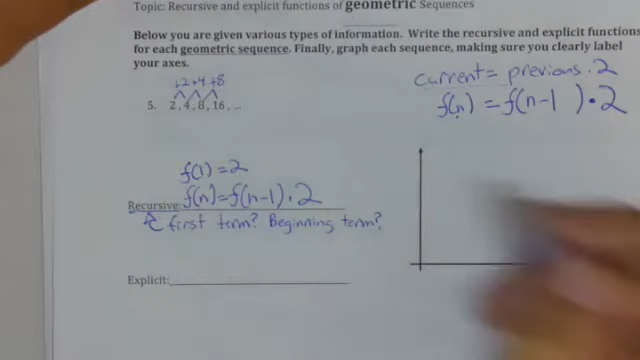 Topic: Recursive and explicit functions of geometric Sequences
Below you are given various types of information. Write the recursive and explicit functions
for each geometric sequence. Finally, graph each sequence, making sure you clearly label
your axes.
+2+4+8
current = previous · 2
5. 2, 4, 8, 16, ...
f(n) = f(n-1 ) · 2
f(1) = 2
Recursive: f(n)=f(n-1) · 2
first term? Beginning term?
Explicit: